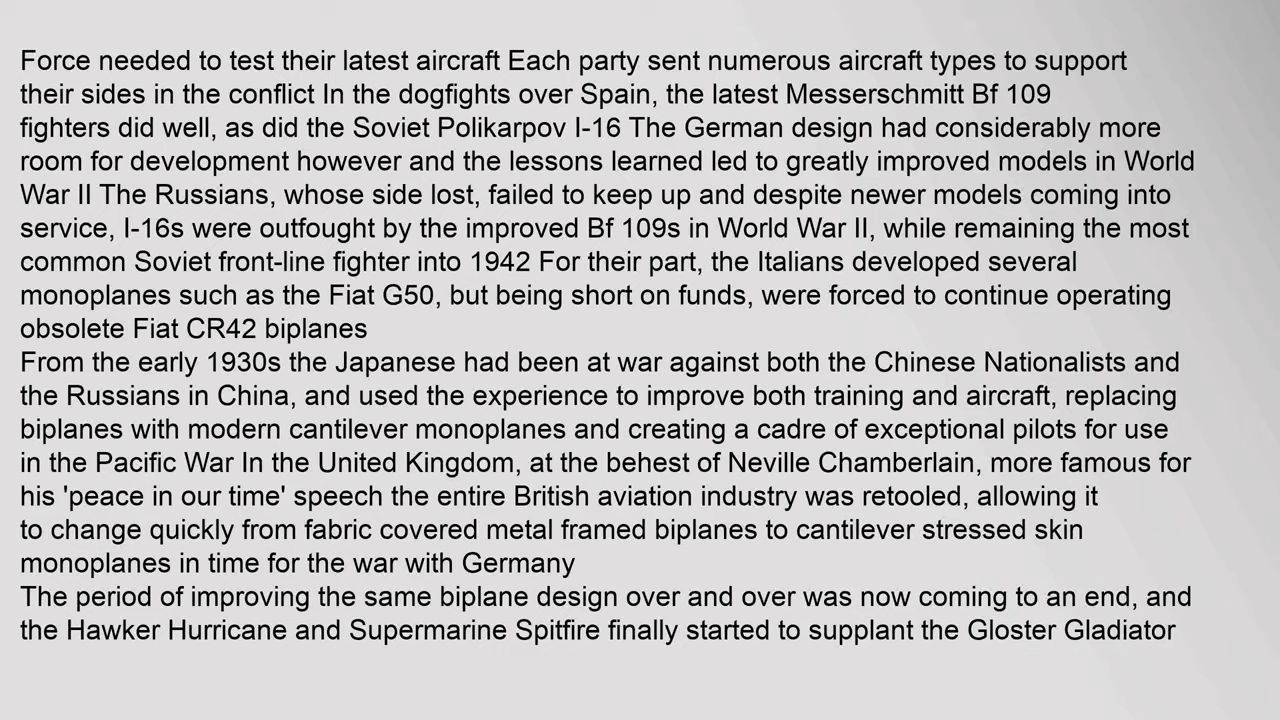 Force needed to test their latest aircraft Each party sent numerous aircraft types to support
their sides in the conflict In the dogfights over Spain, the latest Messerschmitt Bf 109
fighters did well, as did the Soviet Polikarpov I-16 The German design had considerably more
room for development however and the lessons learned led to greatly improved models in World
War II The Russians, whose side lost, failed to keep up and despite newer models coming into
service, I-16s were outfought by the improved Bf 109s in World War II, while remaining the most
common Soviet front-line fighter into 1942 For their part, the Italians developed several
monoplanes such as the Fiat G50, but being short on funds, were forced to continue operating
obsolete Fiat CR42 biplanes
From the early 1930s the Japanese had been at war against both the Chinese Nationalists and
the Russians in China, and used the experience to improve both training and aircraft, replacing
biplanes with modern cantilever monoplanes and creating a cadre of exceptional pilots for use
in the Pacific War In the United Kingdom, at the behest of Neville Chamberlain, more famous for
his 'peace in our time' speech the entire British aviation industry was retooled, allowing it
to change quickly from fabric covered metal framed biplanes to cantilever stressed skin
monoplanes in time for the war with Germany
The period of improving the same biplane design over and over was now coming to an end, and
the Hawker Hurricane and Supermarine Spitfire finally started to supplant the Gloster Gladiator